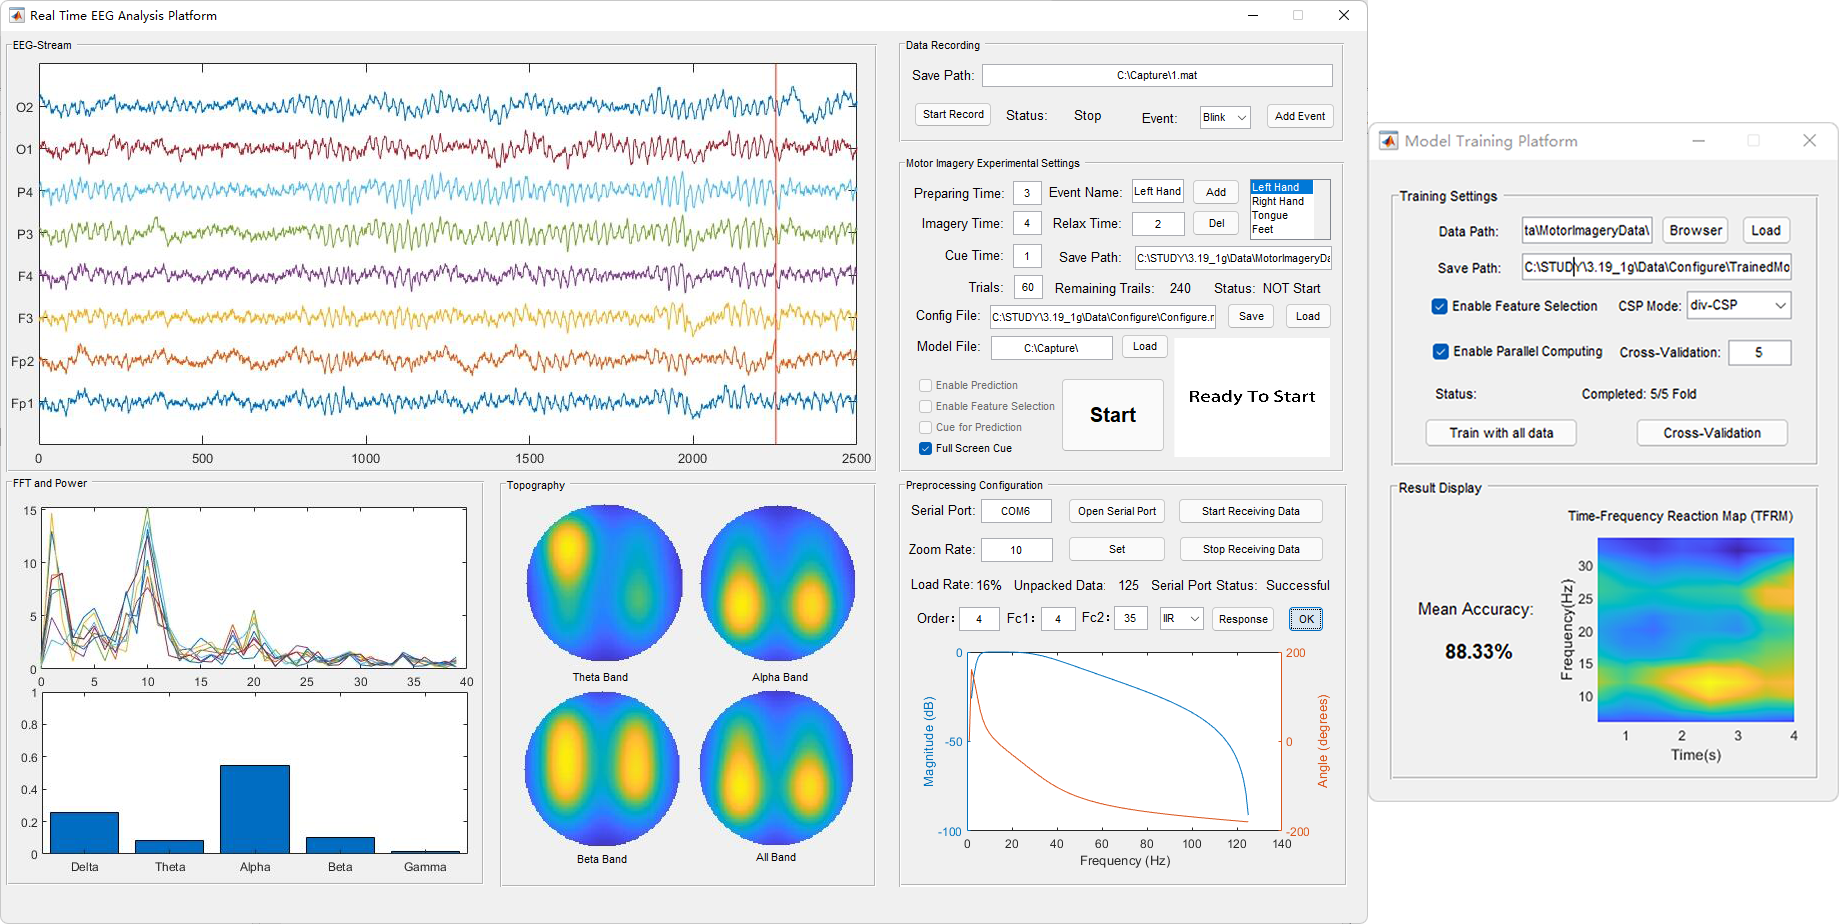 Real Time EEG Analysis Platform
EEG-Stream
O2
O1
P4
P3
F4
F3
Fp2
Fp1
0 500 1000 1500 2000 2500
FFT and Power
15
10
5
0
0 5 10 15 20 25 30 35 40
1
0.8
0.6
0.4
0.2
0
Delta Theta Alpha Beta Gamma
Topography
Theta Band Alpha Band
Beta Band All Band
Data Recording
Save Path: C:\Capture\1.mat
Start Record Status: Stop Event: Blink Add Event
Motor Imagery Experimental Settings
Preparing Time: 3 Event Name: Left Hand Add
Left Hand
Right Hand
Tongue
Feet
Imagery Time: 4 Relax Time: 2 Del
Cue Time: 1 Save Path: C:\STUDY\3.19_1g\Data\MotorImageryDa
Trials: 60 Remaining Trails: 240 Status: NOT Start
Config File: C:\STUDY\3.19_1g\Data\Configure\Configure.r Save Load
Model File: C:\Capture\ Load
Enable Prediction
Enable Feature Selection
Cue for Prediction
Full Screen Cue
Start
Ready To Start
Preprocessing Configuration
Serial Port: COM6 Open Serial Port Start Receiving Data
Zoom Rate: 10 Set Stop Receiving Data
Load Rate: 16% Unpacked Data: 125 Serial Port Status: Successful
Order: 4 Fc1: 4 Fc2: 35 IIR Response OK
Magnitude (dB)
0
-50
-100
200
0
-200
Angle (degrees)
0 20 40 60 80 100 120 140
Frequency (Hz)
Model Training Platform
Training Settings
Data Path: ta\MotorImageryData\ Browser Load
Save Path: C:\STUDY\3.19_1g\Data\Configure\TrainedMo
Enable Feature Selection CSP Mode: div-CSP
Enable Parallel Computing Cross-Validation: 5
Status: Completed: 5/5 Fold
Train with all data Cross-Validation
Result Display
Time-Frequency Reaction Map (TFRM)
Mean Accuracy:
88.33%
Frequency(Hz)
30
25
20
15
10
1 2 3 4
Time(s)